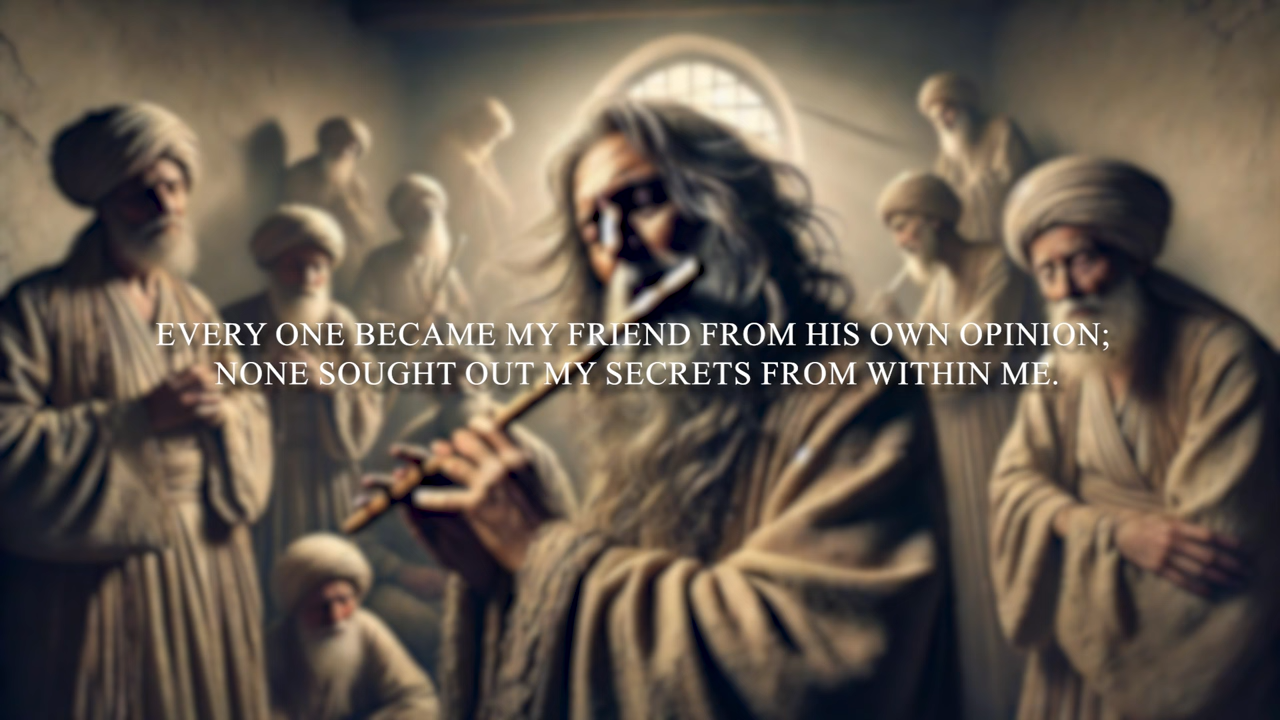 EVERY ONE BECAME MY FRIEND FROM HIS OWN OPINION;
NONE SOUGHT OUT MY SECRETS FROM WITHIN ME.